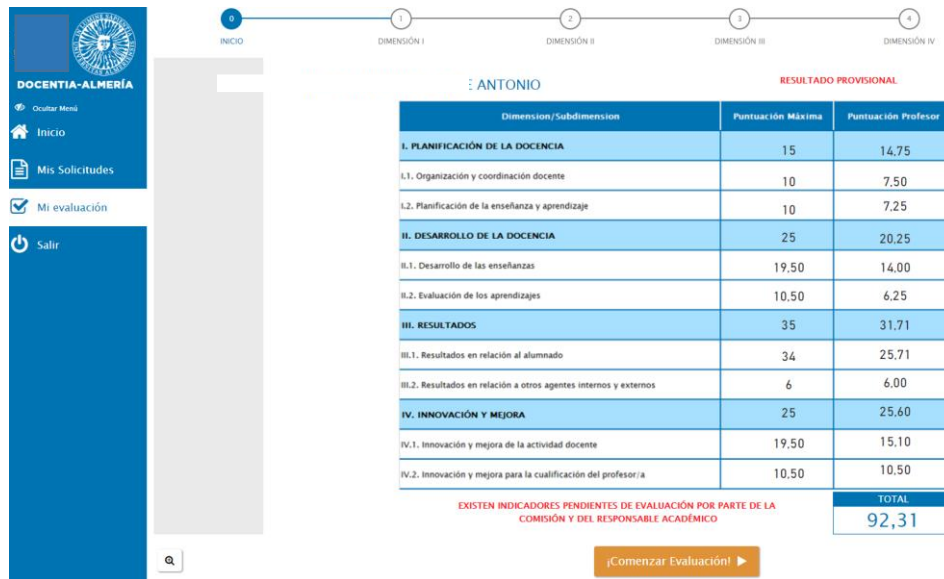 0
1
2
3
4
INICIO
DIMENSIÓN I
DIMENSIÓN II
DIMENSIÓN III
DIMENSIÓN IV
DOCENTIA-ALMERÍA
Ocultar Menú
Inicio
Mis Solicitudes
Mi evaluación
Salir
E ANTONIO
RESULTADO PROVISIONAL
Dimension/Subdimension Puntuación Máxima Puntuación Profesor
I. PLANIFICACIÓN DE LA DOCENCIA 15 14,75
I.1. Organización y coordinación docente 10 7,50
I.2. Planificación de la enseñanza y aprendizaje 10 7,25
II. DESARROLLO DE LA DOCENCIA 25 20,25
II.1. Desarrollo de las enseñanzas 19,50 14,00
II.2. Evaluación de los aprendizajes 10,50 6,25
III. RESULTADOS 35 31,71
III.1. Resultados en relación al alumnado 34 25,71
III.2. Resultados en relación a otros agentes internos y externos 6 6,00
IV. INNOVACIÓN Y MEJORA 25 25,60
IV.1. Innovación y mejora de la actividad docente 19,50 15,10
IV.2. Innovación y mejora para la cualificación del profesor/a 10,50 10,50
EXISTEN INDICADORES PENDIENTES DE EVALUACIÓN POR PARTE DE LA
COMISIÓN Y DEL RESPONSABLE ACADÉMICO
TOTAL
92,31
¡Comenzar Evaluación!